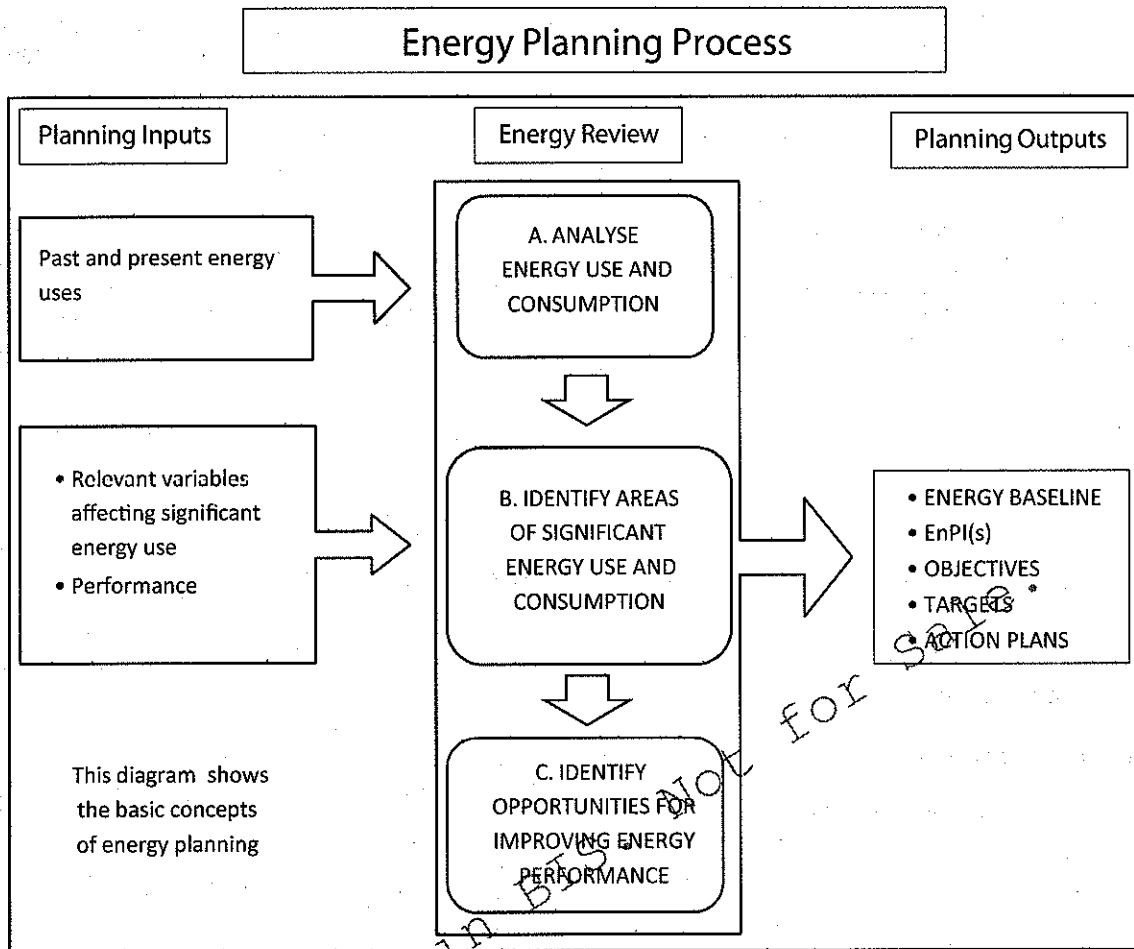 Energy Planning Process
Planning Inputs
Energy Review
Planning Outputs
Past and present energy
uses
A. ANALYSE
ENERGY USE AND
CONSUMPTION
• Relevant variables
affecting significant
energy use
• Performance
B. IDENTIFY AREAS
OF SIGNIFICANT
ENERGY USE AND
CONSUMPTION
• ENERGY BASELINE
• EnPI(s)
• OBJECTIVES
• TARGETS
• ACTION PLANS
This diagram shows
the basic concepts
of energy planning
C. IDENTIFY
OPPORTUNITIES FOR
IMPROVING ENERGY
PERFORMANCE
in BIS. Not for Sale.